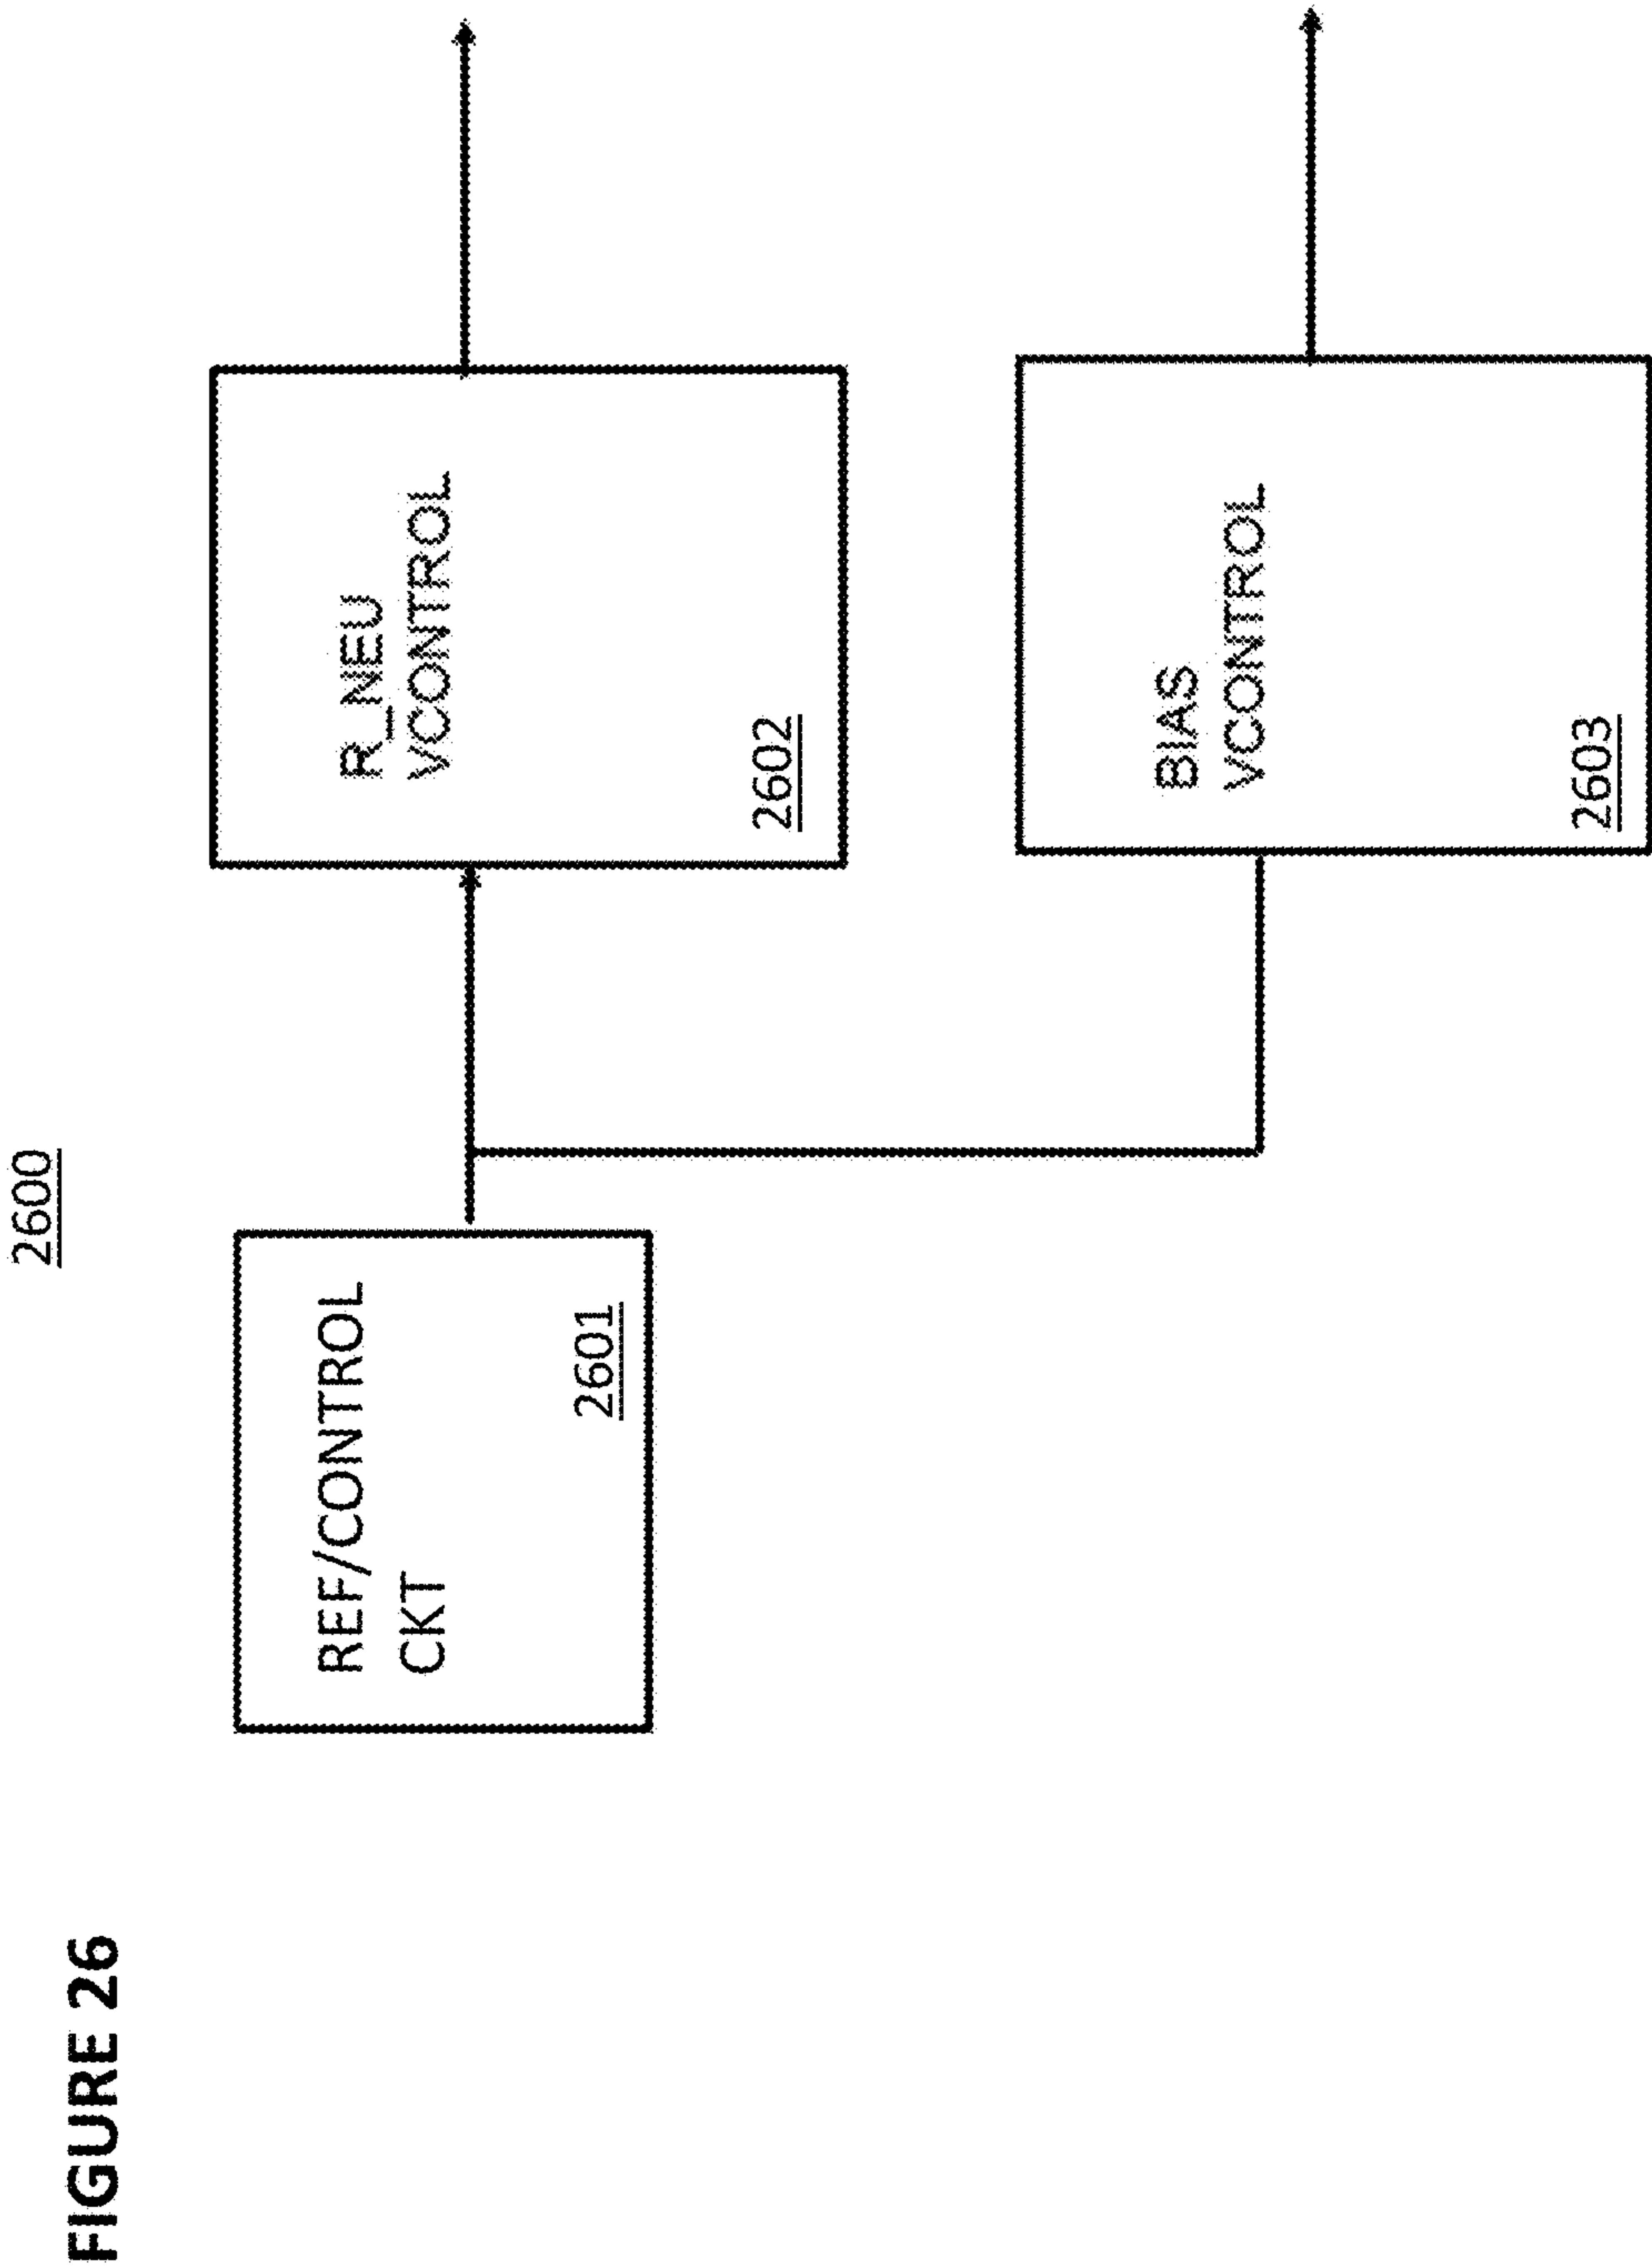 FIGURE 26
2600
REF/CONTROL
CKT
2601
R_NEU
VCONTROL
2602
BIAS
VCONTROL
2603